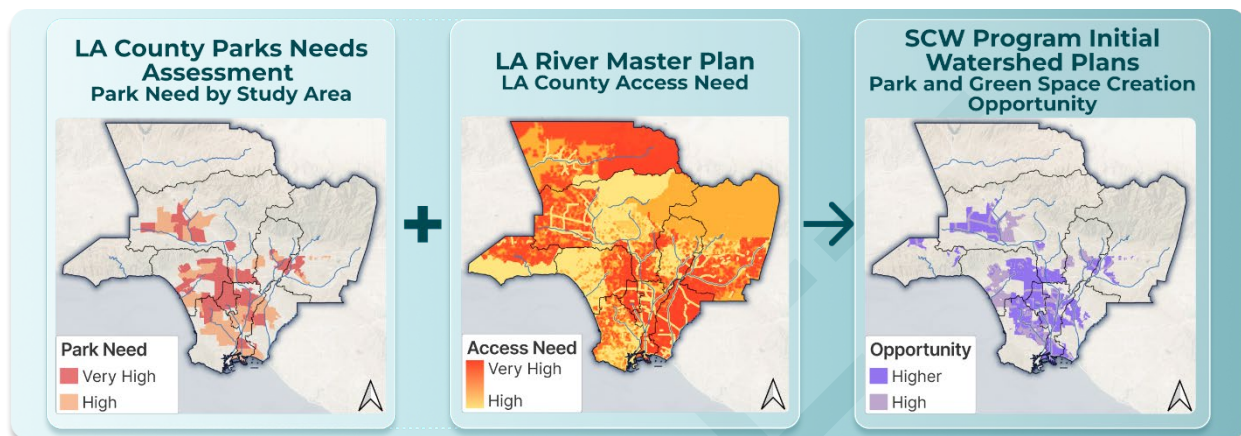 LA County Parks Needs
Assessment
Park Need by Study Area
Park Need
Very High
High
+
LA River Master Plan
LA County Access Need
Access Need
Very High
High
SCW Program Initial
Watershed Plans
Park and Green Space Creation
Opportunity
Opportunity
Higher
High